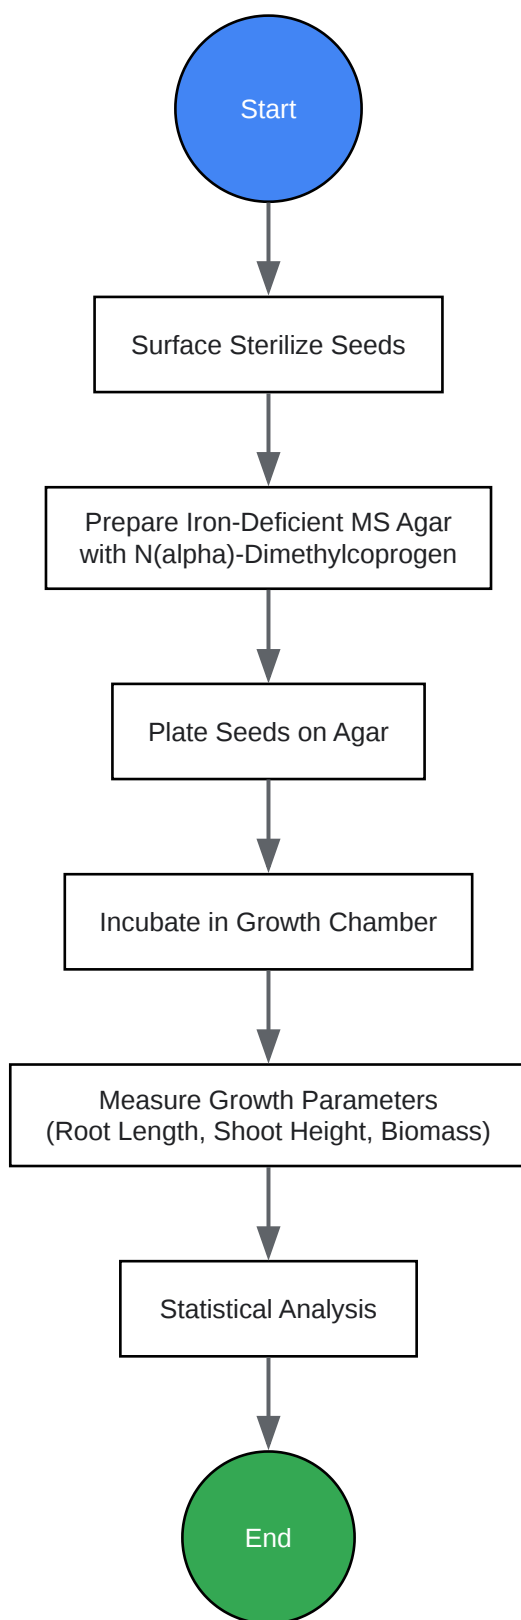 Start
Surface Sterilize Seeds
Prepare Iron-Deficient MS Agar
with N(alpha)-Dimethylcoprogen
Plate Seeds on Agar
Incubate in Growth Chamber
Measure Growth Parameters
(Root Length, Shoot Height, Biomass)
Statistical Analysis
End